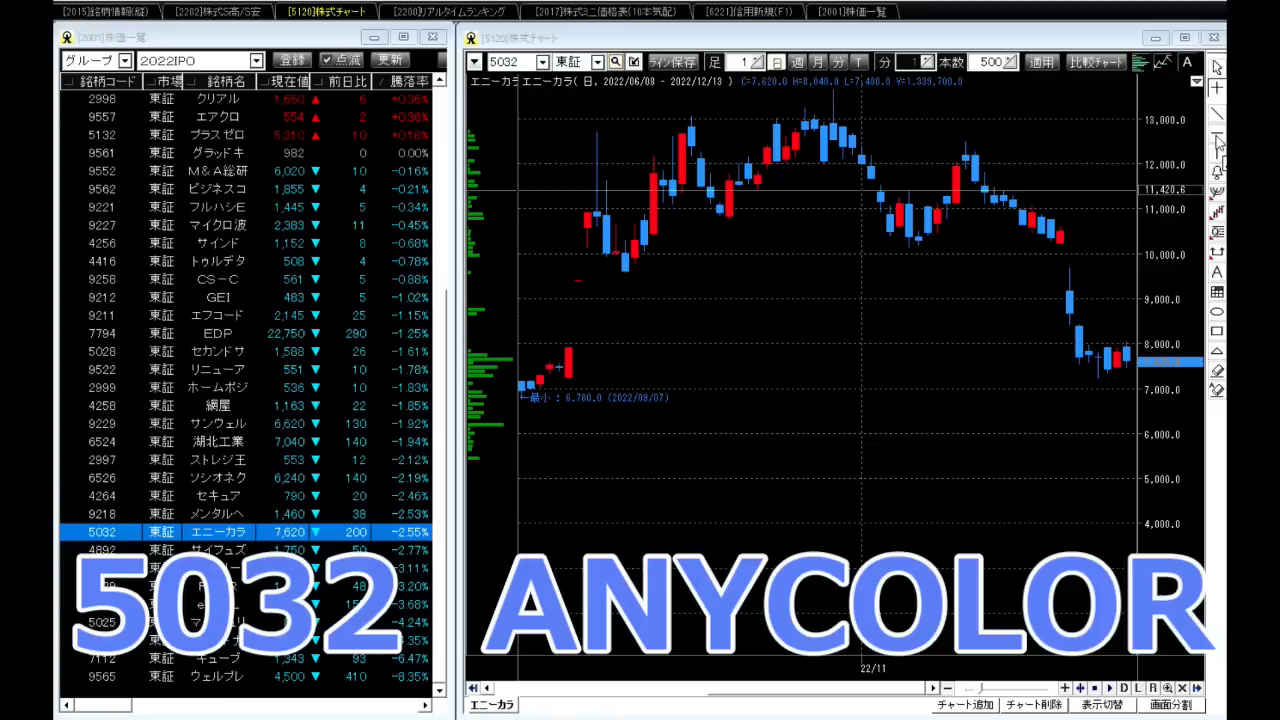 [2015]銘柄情報(縦) [2202]株式S高/S安 [5120]株式チャート [2200]リアルタイムランキング [2017]株式ミニ価格表(10本気配) [6221]信用新規(F1) [2001]株価一覧
[2001]株価一覧
グループ 2022IPO 登録 点滅 更新
銘柄コード 市場 銘柄名 現在値 前日比 騰落率
2998 東証 クリアル 1,660 ▲ 6 +0.36%
9557 東証 エアクロ 554 ▲ 2 +0.36%
5132 東証 プラスゼロ 5,310 ▲ 10 +0.18%
9561 東証 グラッドキ 982 0 0.00%
9552 東証 M&A総研 6,020 ▼ 10 -0.16%
9562 東証 ビジネスコ 1,855 ▼ 4 -0.21%
9221 東証 フルハシE 1,445 ▼ 5 -0.34%
9227 東証 マイクロ波 2,383 ▼ 11 -0.45%
4256 東証 サインド 1,152 ▼ 8 -0.68%
4416 東証 トゥルデタ 508 ▼ 4 -0.78%
9258 東証 CS-C 561 ▼ 5 -0.88%
9212 東証 GEI 483 ▼ 5 -1.02%
9211 東証 エフコード 2,145 ▼ 25 -1.15%
7794 東証 EDP 22,750 ▼ 290 -1.25%
5028 東証 セカンドサ 1,588 ▼ 26 -1.61%
9522 東証 リニューア 551 ▼ 10 -1.78%
2999 東証 ホームポジ 536 ▼ 10 -1.83%
4258 東証 網屋 1,163 ▼ 22 -1.85%
9229 東証 サンウェル 6,620 ▼ 130 -1.92%
6524 東証 湖北工業 7,040 ▼ 140 -1.94%
2997 東証 ストレジ王 553 ▼ 12 -2.12%
6526 東証 ソシオネク 6,240 ▼ 140 -2.19%
4264 東証 セキュア 790 ▼ 20 -2.46%
9218 東証 メンタルヘ 1,460 ▼ 38 -2.53%
5032 東証 エニーカラ 7,620 ▼ 200 -2.55%
4892 東証 サイフュズ 1,750 ▼ 50 -2.77%
-3.11%
48 -3.20%
-3.68%
5025 -4.24%
7112 東証 キューブ 1,343 ▼ 93 -6.47%
9565 東証 ウェルプレ 4,500 ▼ 410 -8.35%
[5120]株式チャート
5032 東証 ライン保存 足 1 日 週 月 分 T 分 1 本数 500 適用 比較チャート A
エニーカラ エニーカラ( 日, 2022/06/08 - 2022/12/13 ) C=7,620.0 H=8,040.0 L=7,480.0 V=1,339,700.0
13,000.0
12,000.0
11,420.6
11,000.0
10,000.0
9,000.0
8,000.0
7,000.0
6,000.0
5,000.0
4,000.0
←最小 : 6,780.0 (2022/09/07)
22/11
D L R
エニーカラ チャート追加 チャート削除 表示切替 画面分割
5032 ANYCOLOR